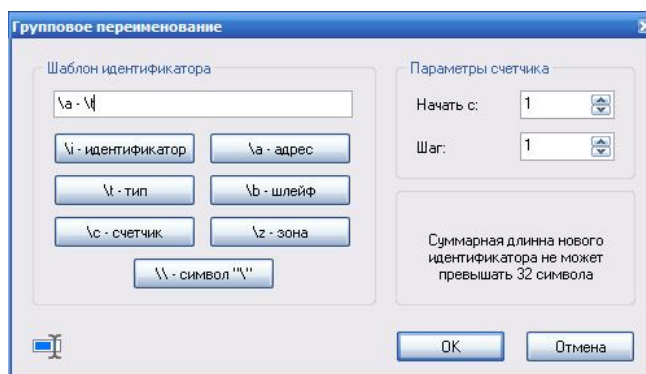 Групповое переименование
Шаблон идентификатора
\a - \t
\i - идентификатор
\a - адрес
\t - тип
\b - шлейф
\c - счетчик
\z - зона
\\ - символ "\"
Параметры счетчика
Начать с: 1
Шаг: 1
Суммарная длинна нового
идентификатора не может
превышать 32 символа
OK
Отмена